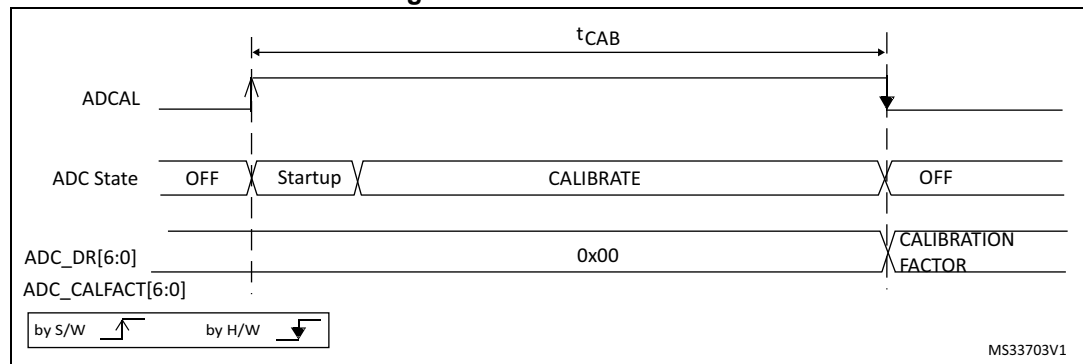 tCAB
ADCAL
ADC State OFF Startup CALIBRATE OFF
ADC_DR[6:0] 0x00 CALIBRATION
FACTOR
ADC_CALFACT[6:0]
by S/W by H/W
MS33703V1